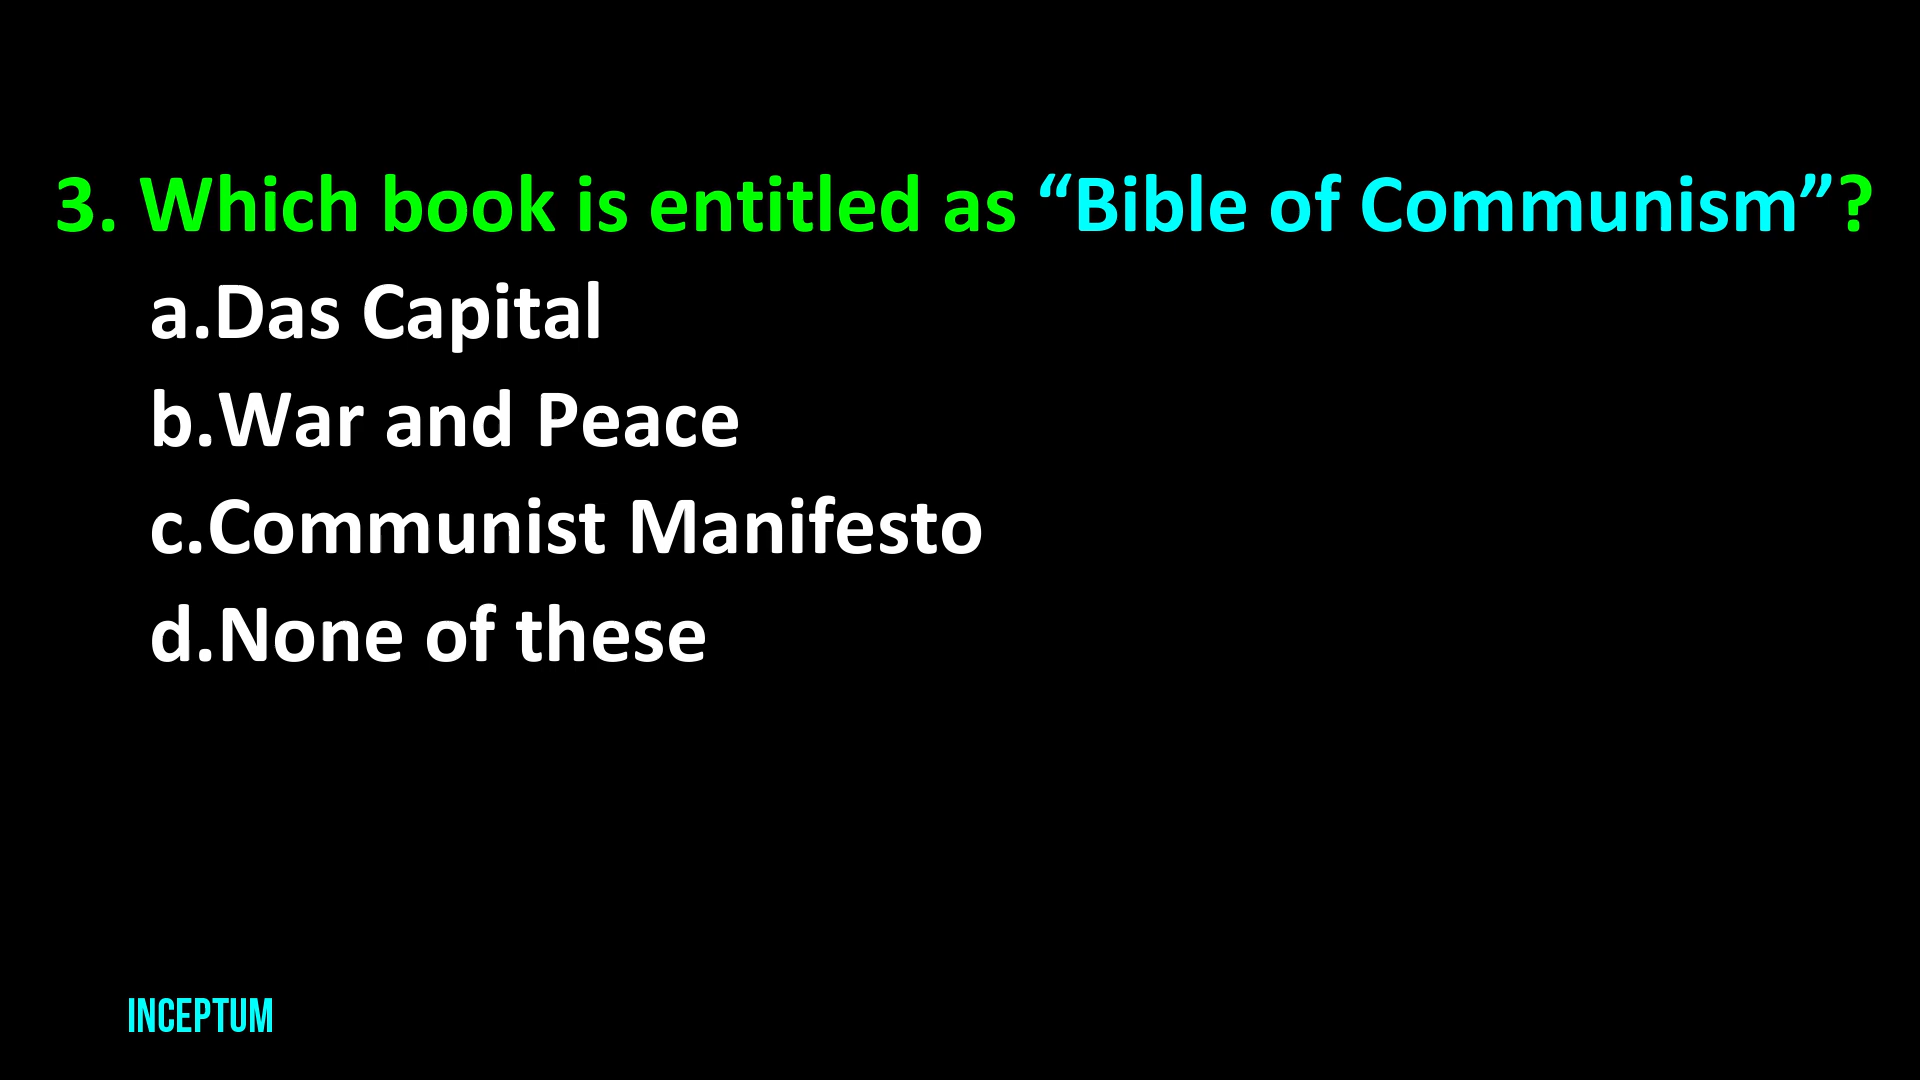 3. Which book is entitled as “Bible of Communism”?
a.Das Capital
b.War and Peace
c.Communist Manifesto
d.None of these
INCEPTUM